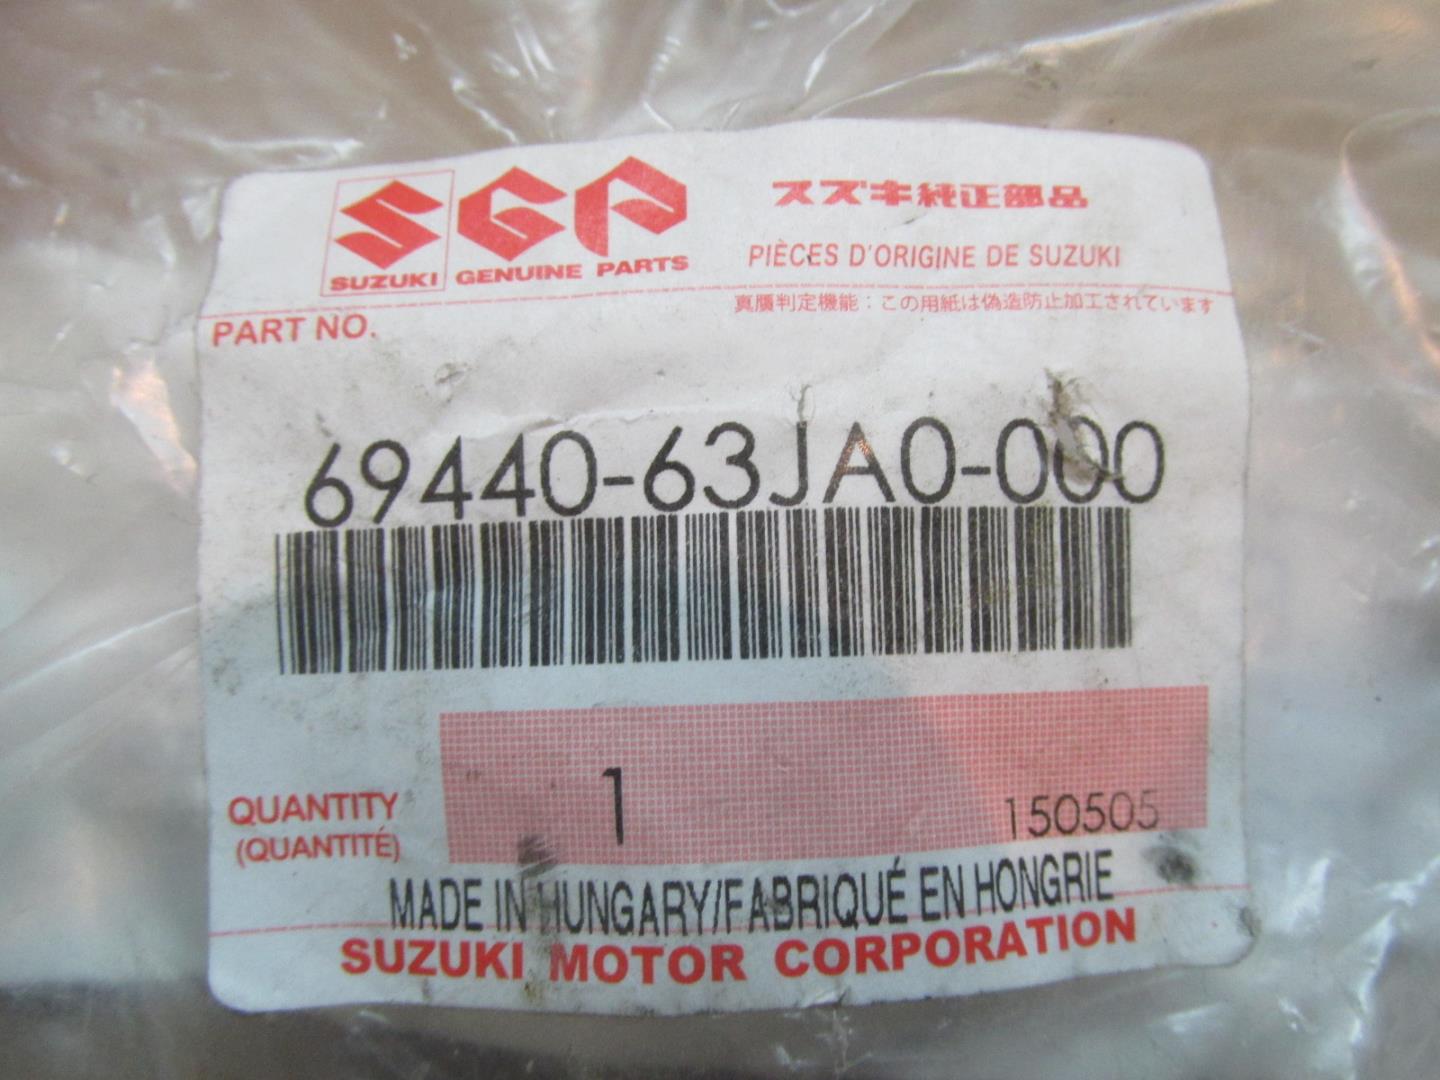 SGP
スズキ純正部品
SUZUKI GENUINE PARTS
PIÈCES D'ORIGINE DE SUZUKI
真贋判定機能：この用紙は偽造防止加工されています
PART NO.
69440-63JA0-000
QUANTITY
(QUANTITÉ)
1
150505
MADE IN HUNGARY/FABRIQUÉ EN HONGRIE
SUZUKI MOTOR CORPORATION